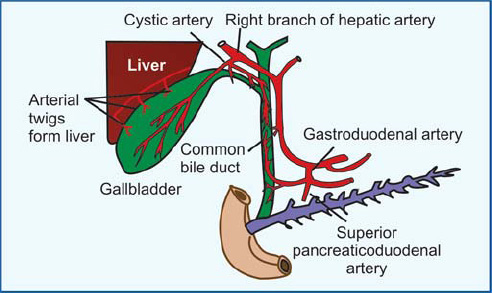 Cystic artery
Right branch of hepatic artery
Liver
Arterial
twigs
form liver
Gallbladder
Common
bile duct
Gastroduodenal artery
Superior
pancreaticoduodenal
artery